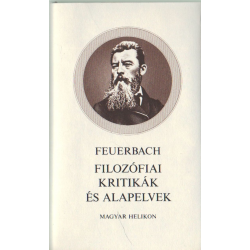 FEUERBACH
FILOZÓFIAI
KRITIKÁK
ÉS ALAPELVEK
MAGYAR HELIKON